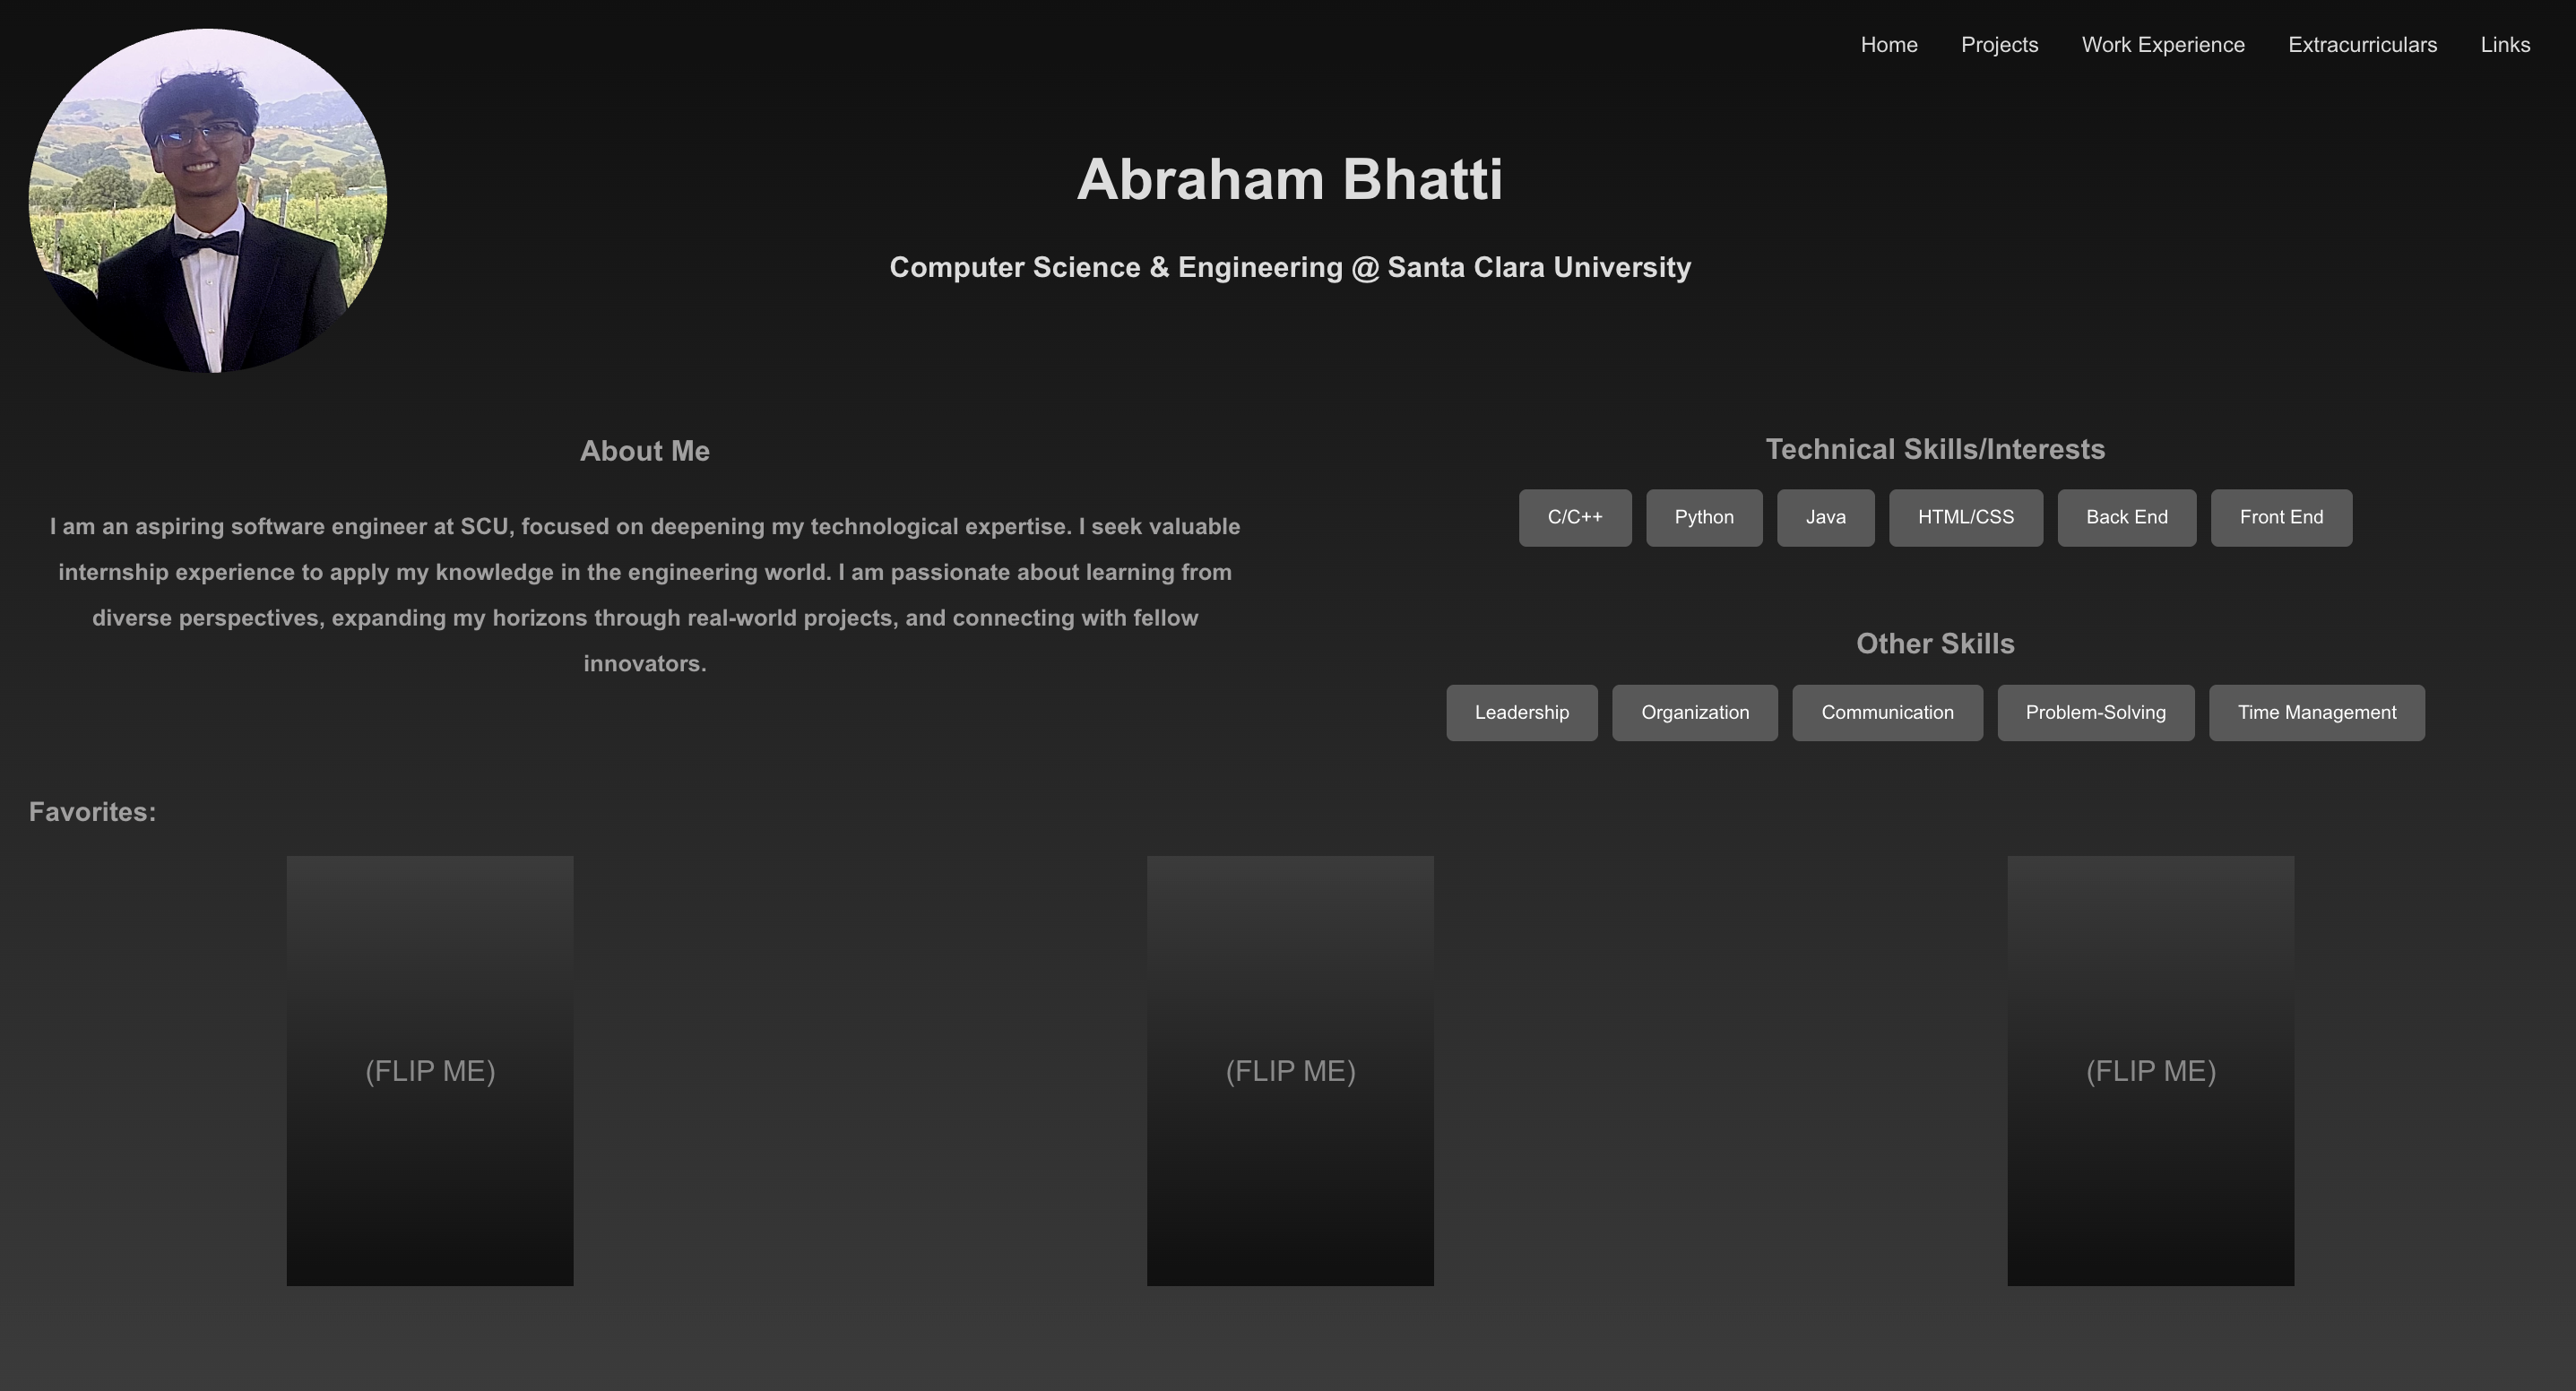 Home Projects Work Experience Extracurriculars Links
Abraham Bhatti
Computer Science & Engineering @ Santa Clara University
About Me
I am an aspiring software engineer at SCU, focused on deepening my technological expertise. I seek valuable
internship experience to apply my knowledge in the engineering world. I am passionate about learning from
diverse perspectives, expanding my horizons through real-world projects, and connecting with fellow
innovators.
Technical Skills/Interests
C/C++ Python Java HTML/CSS Back End Front End
Other Skills
Leadership Organization Communication Problem-Solving Time Management
Favorites:
(FLIP ME) (FLIP ME) (FLIP ME)